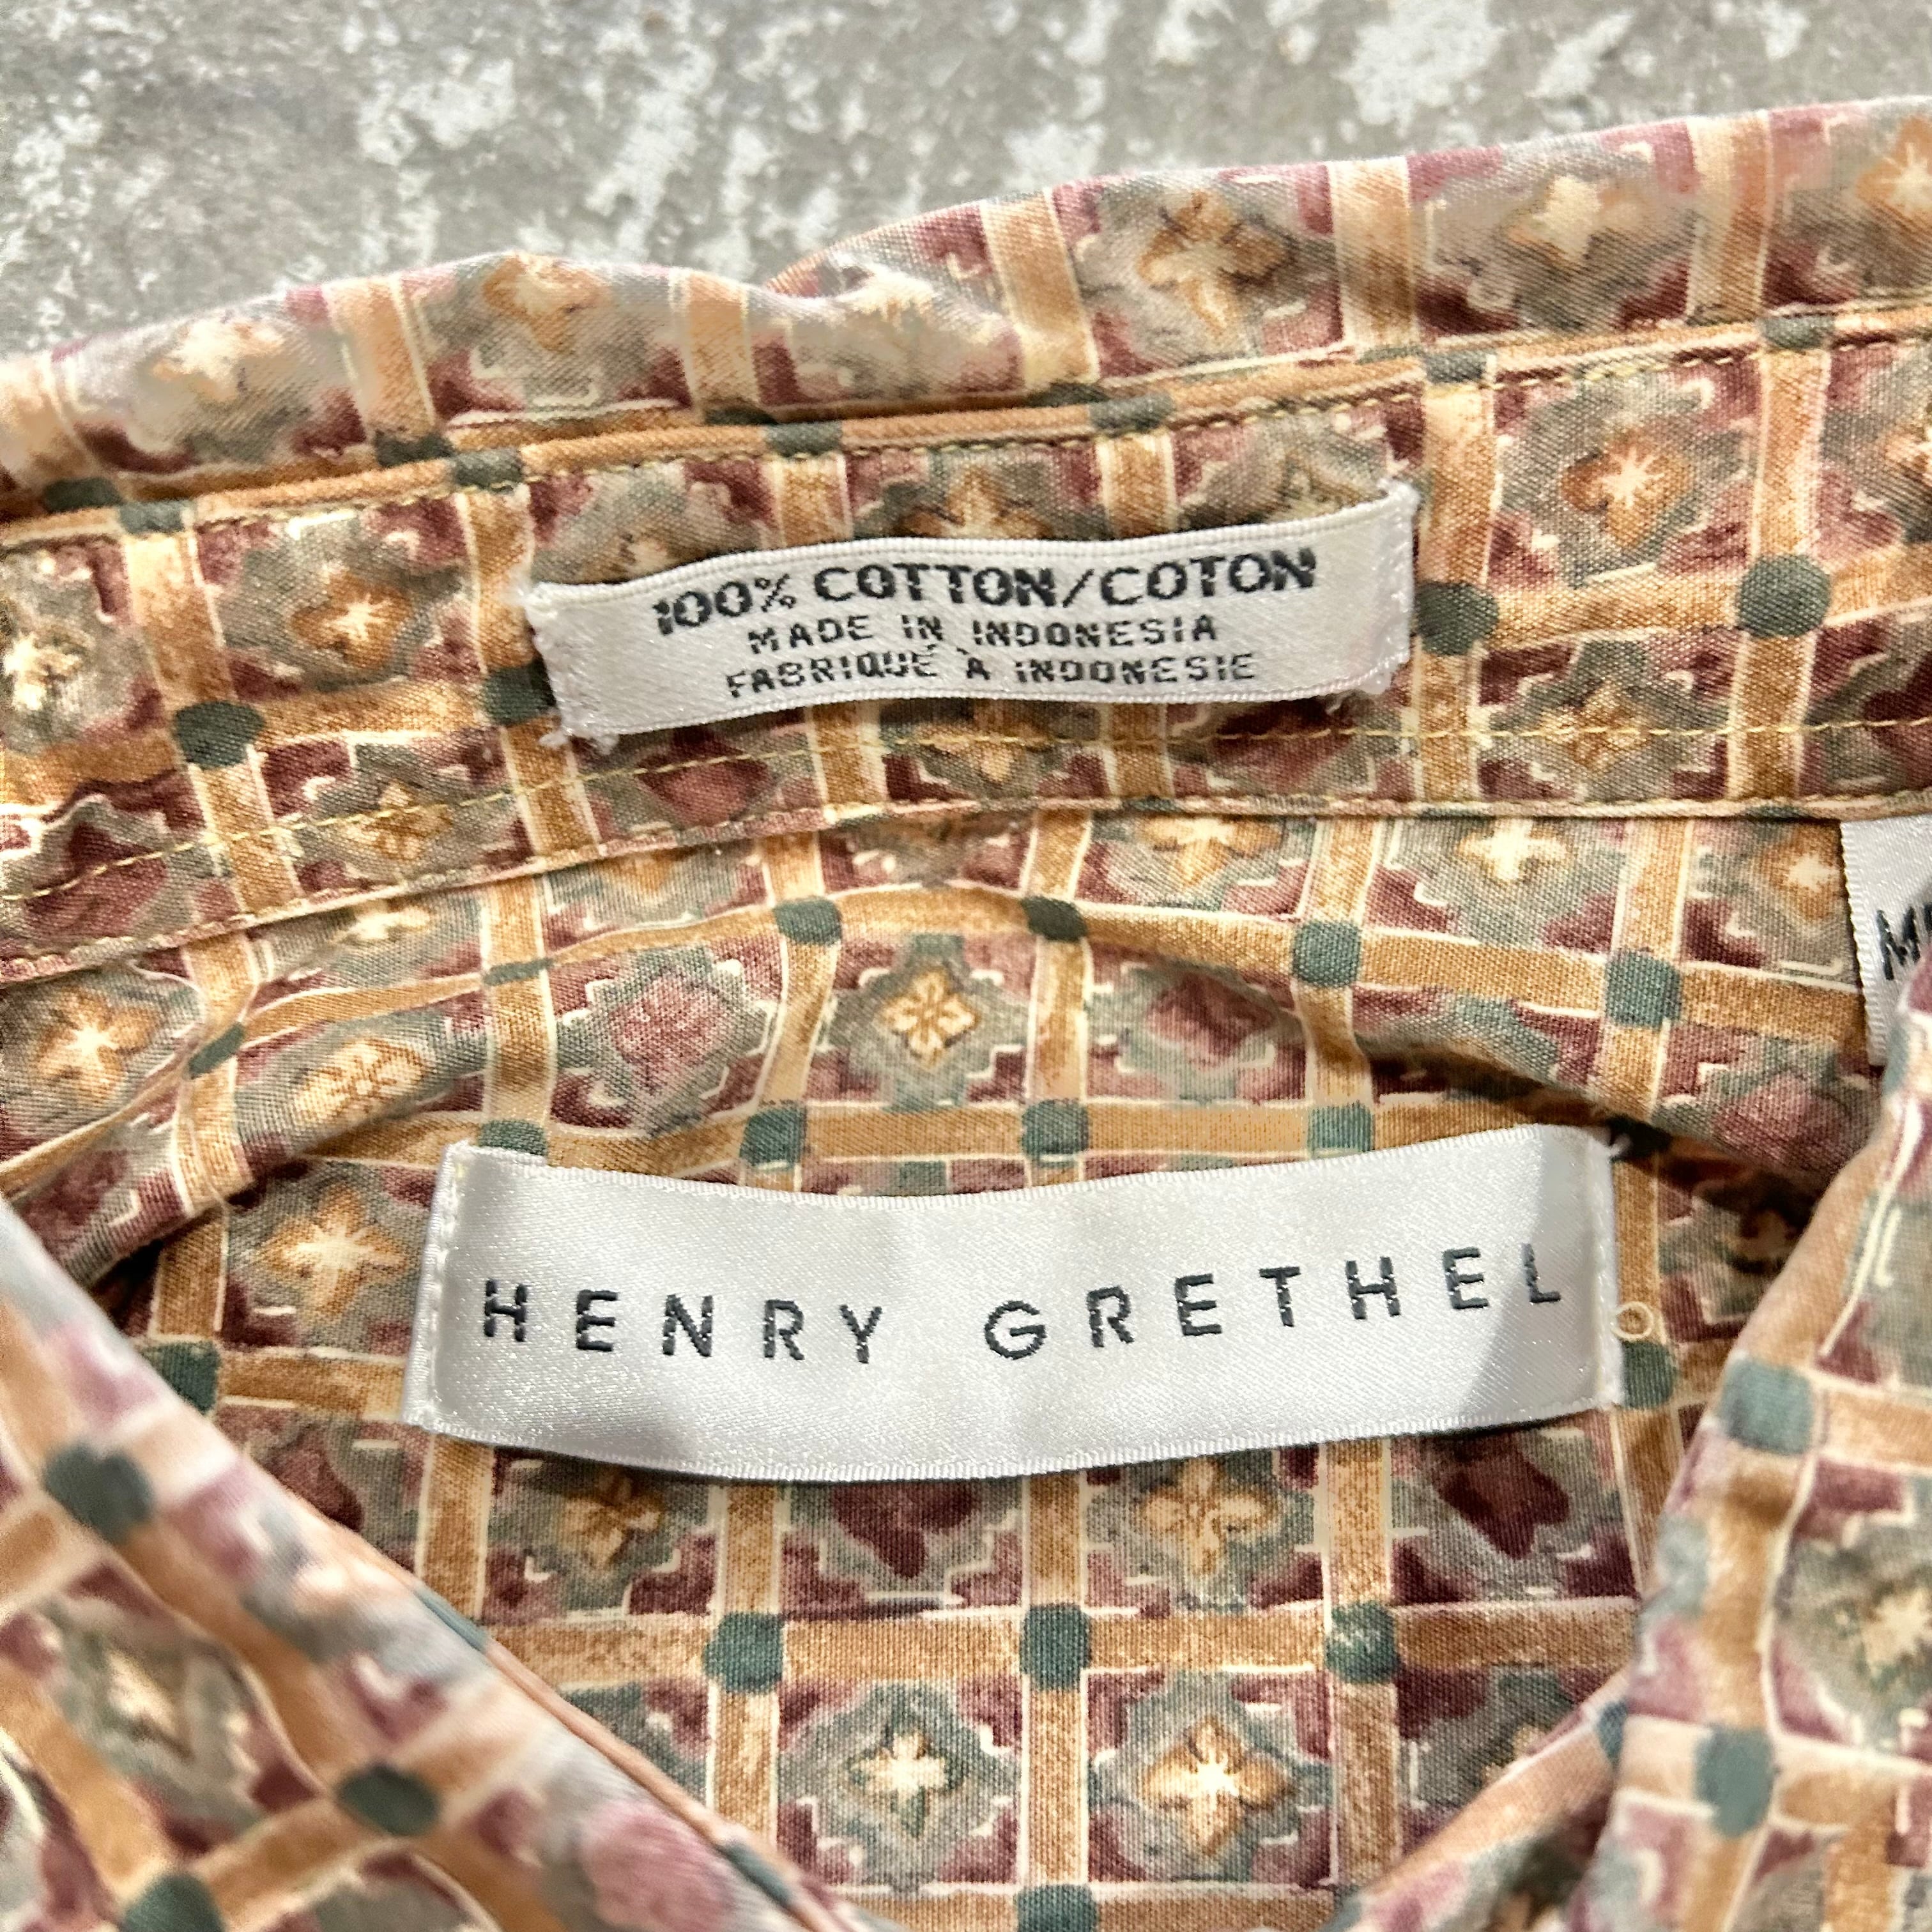 100% COTTON/COTON
MADE IN INDONESIA
FABRIQUÉ À INDONESIE
HENRY GRETHEL